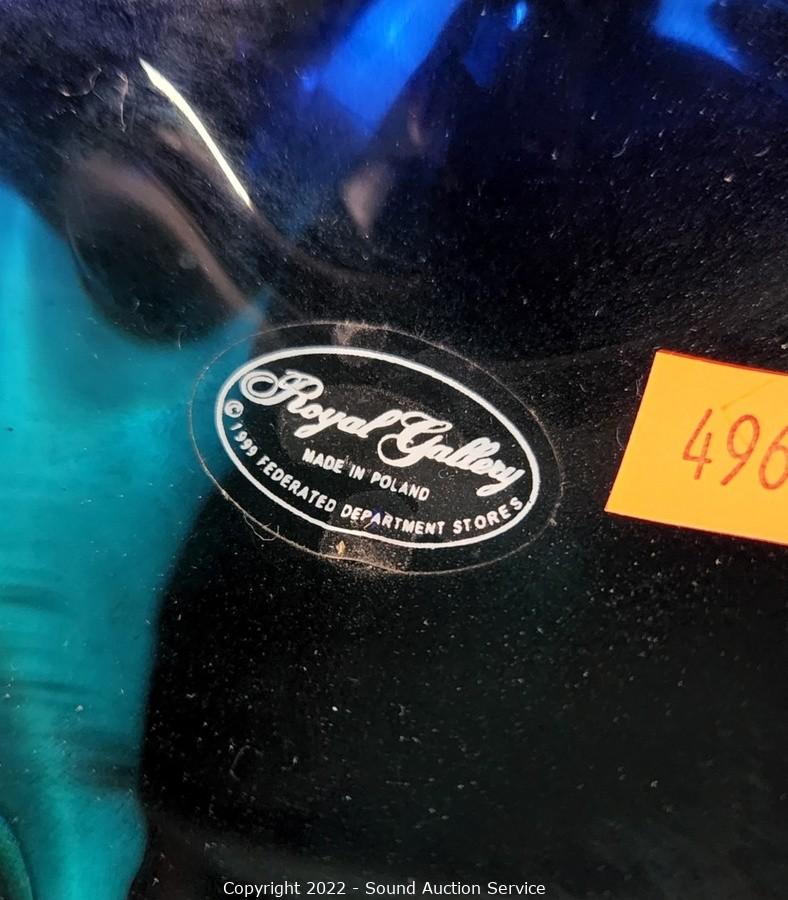 Royal Gallery
MADE IN POLAND
© 1999 FEDERATED DEPARTMENT STORES
496
Copyright 2022 - Sound Auction Service